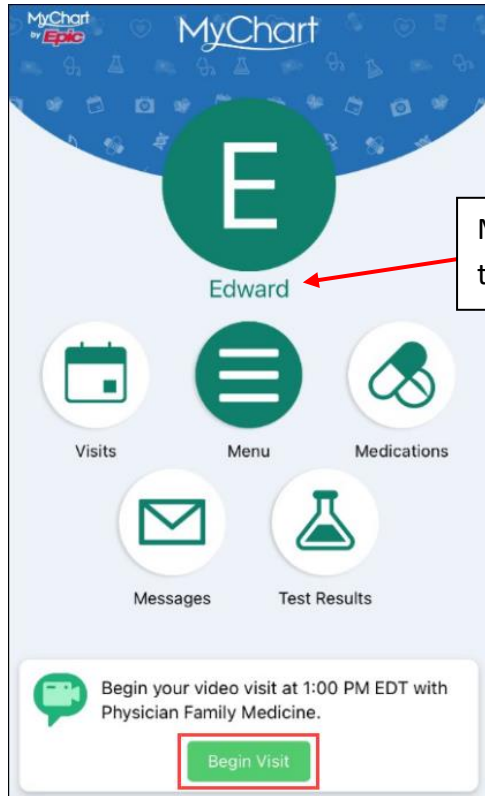 MyChart
by Epic
MyChart
E
Edward
Visits
Menu
Medications
Messages
Test Results
Begin your video visit at 1:00 PM EDT with
Physician Family Medicine.
Begin Visit